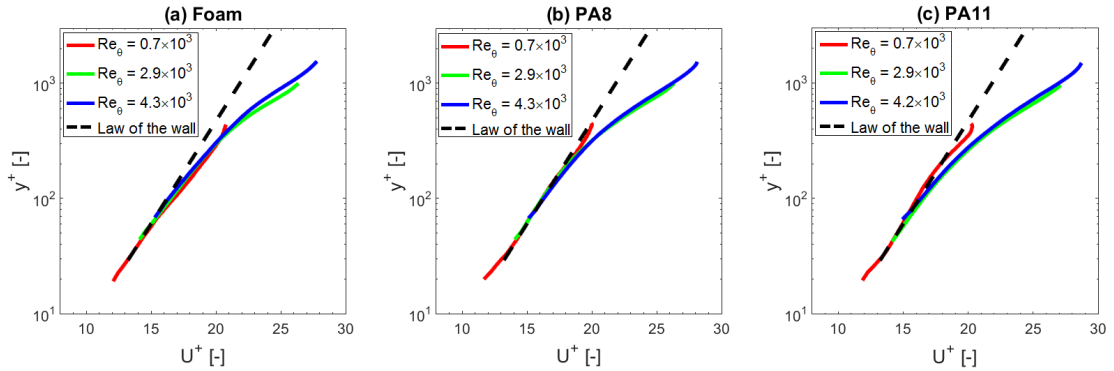 (a) Foam
Re_θ = 0.7×10^3
Re_θ = 2.9×10^3
Re_θ = 4.3×10^3
Law of the wall
y^+ [-]
10^3
10^2
10^1
10 15 20 25 30
U^+ [-]
(b) PA8
Re_θ = 0.7×10^3
Re_θ = 2.9×10^3
Re_θ = 4.3×10^3
Law of the wall
y^+ [-]
10^3
10^2
10^1
10 15 20 25 30
U^+ [-]
(c) PA11
Re_θ = 0.7×10^3
Re_θ = 2.9×10^3
Re_θ = 4.2×10^3
Law of the wall
y^+ [-]
10^3
10^2
10^1
10 15 20 25 30
U^+ [-]